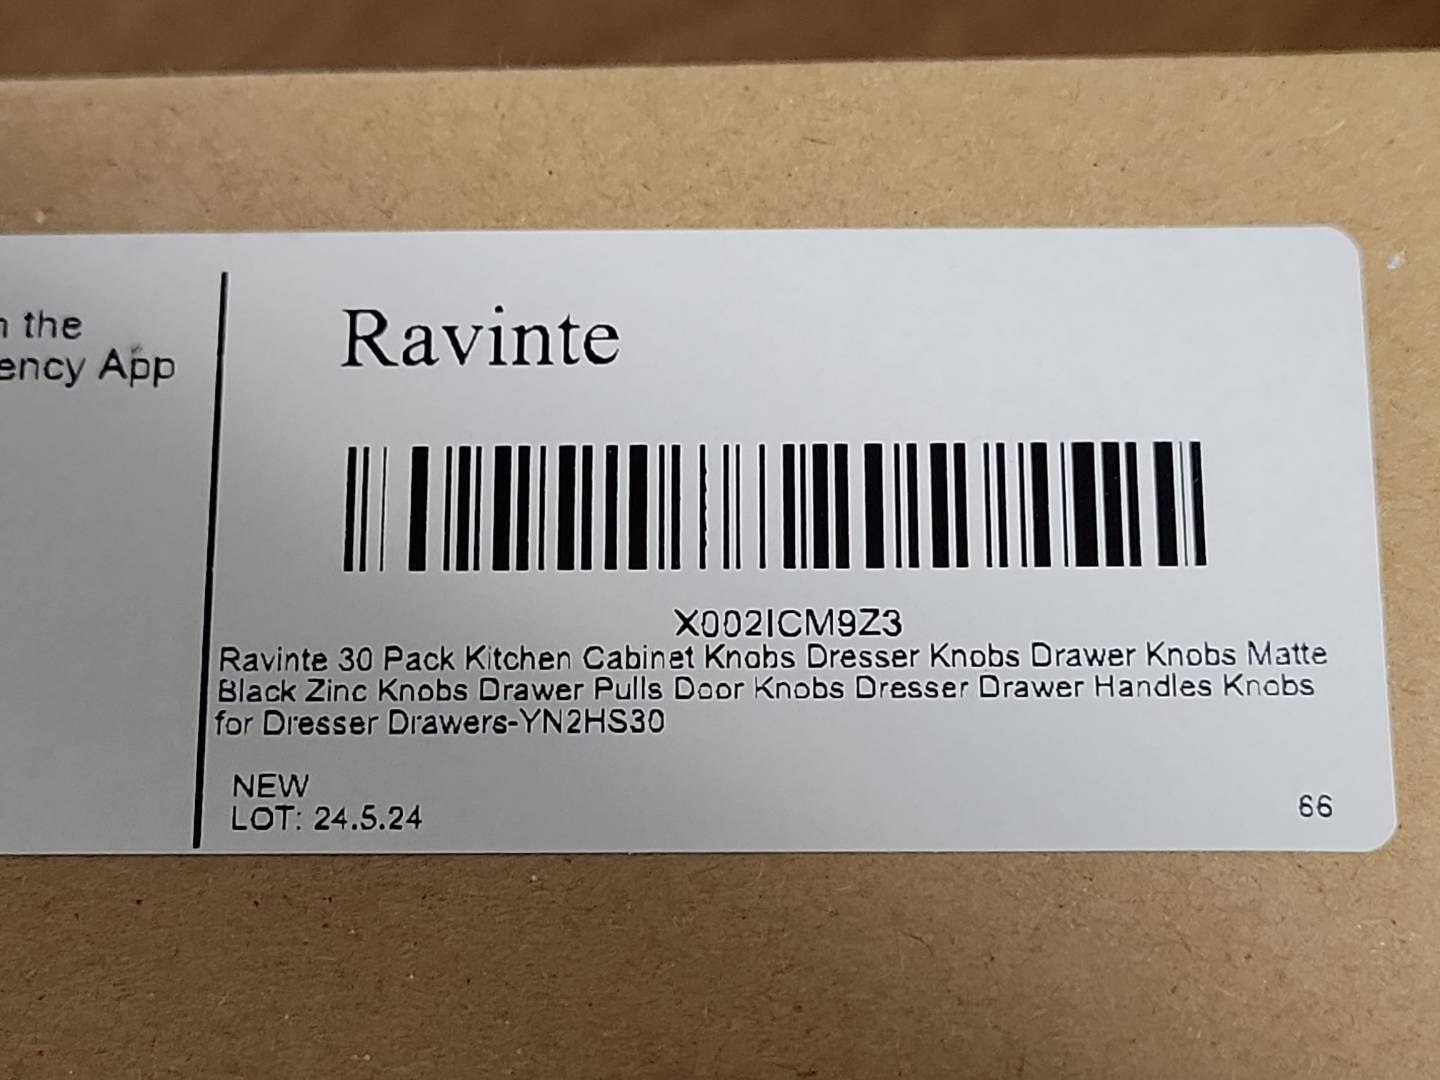 the
App
Ravinte
X002ICM9Z3
Ravinte 30 Pack Kitchen Cabinet Knobs Dresser Knobs Drawer Knobs Matte
Black Zinc Knobs Drawer Pulls Door Knobs Dresser Drawer Handles Knobs
for Dresser Drawers-YN2HS30
NEW
LOT: 24.5.24
66